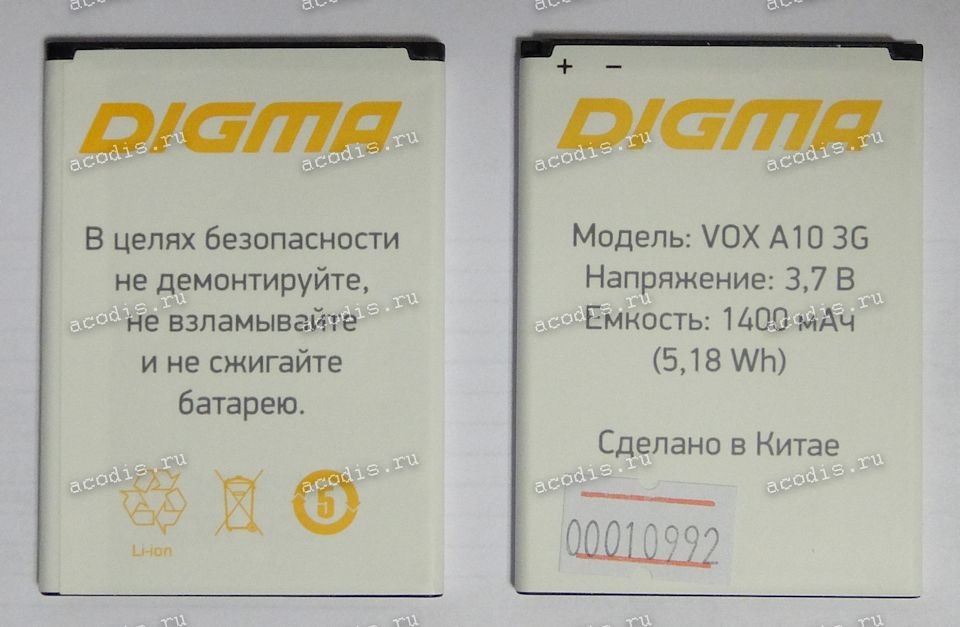 DIGMA
В целях безопасности
не демонтируйте,
не взламывайте
и не сжигайте
батарею.
Li-ion
5
+ −
DIGMA
Модель: VOX A10 3G
Напряжение: 3,7 В
Емкость: 1400 мАч
(5,18 Wh)
Сделано в Китае
00010992
acodis.ru